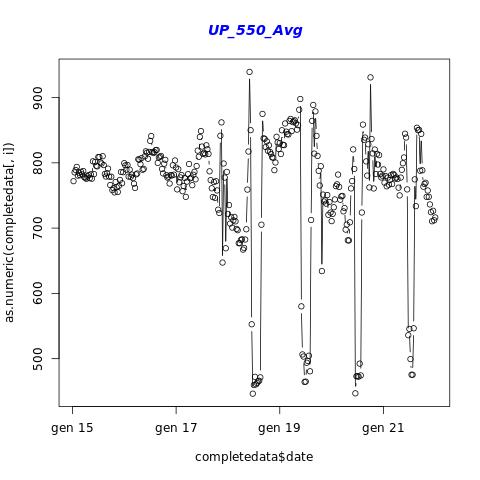 UP_550_Avg
as.numeric(completedata[, i])
900
800
700
600
500
gen 15
gen 17
gen 19
gen 21
completedata$date